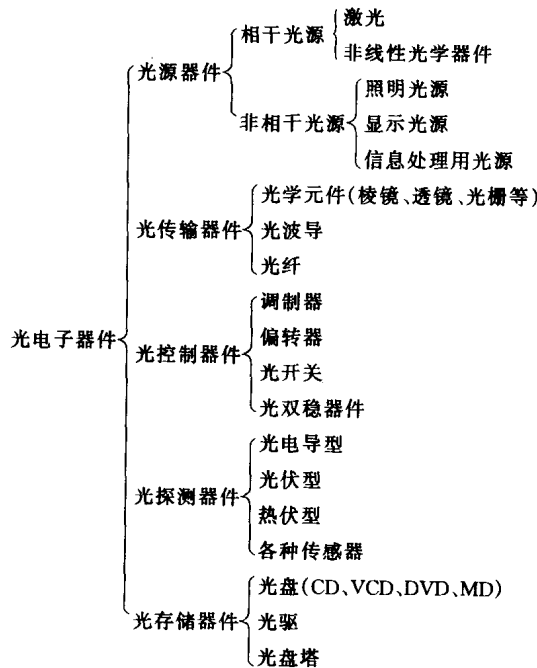 激光
相干光源
非线性光学器件
光源器件
照明光源
非相干光源
显示光源
信息处理用光源
光学元件(棱镜、透镜、光栅等)
光传输器件
光波导
光纤
调制器
偏转器
光电子器件
光控制器件
光开关
光双稳器件
光电导型
光伏型
光探测器件
热伏型
各种传感器
光盘(CD、VCD、DVD、MD)
光存储器件
光驱
光盘塔